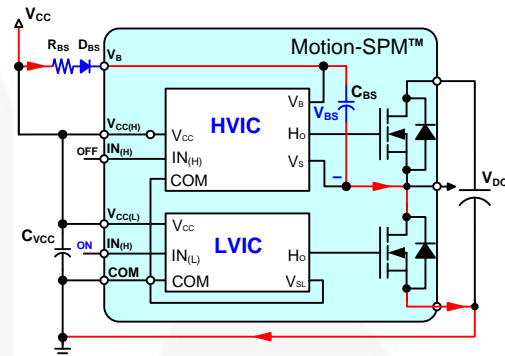 VCC
RBS DBS VB
Motion-SPM™
VB
CBS
VBS
HVIC
VCC(H)
VCC
HO
OFF IN(H)
IN(H)
VS
COM
–
VDC
VCC(L)
VCC
CVCC
ON IN(H)
IN(L)
LVIC
HO
COM
COM
VSL